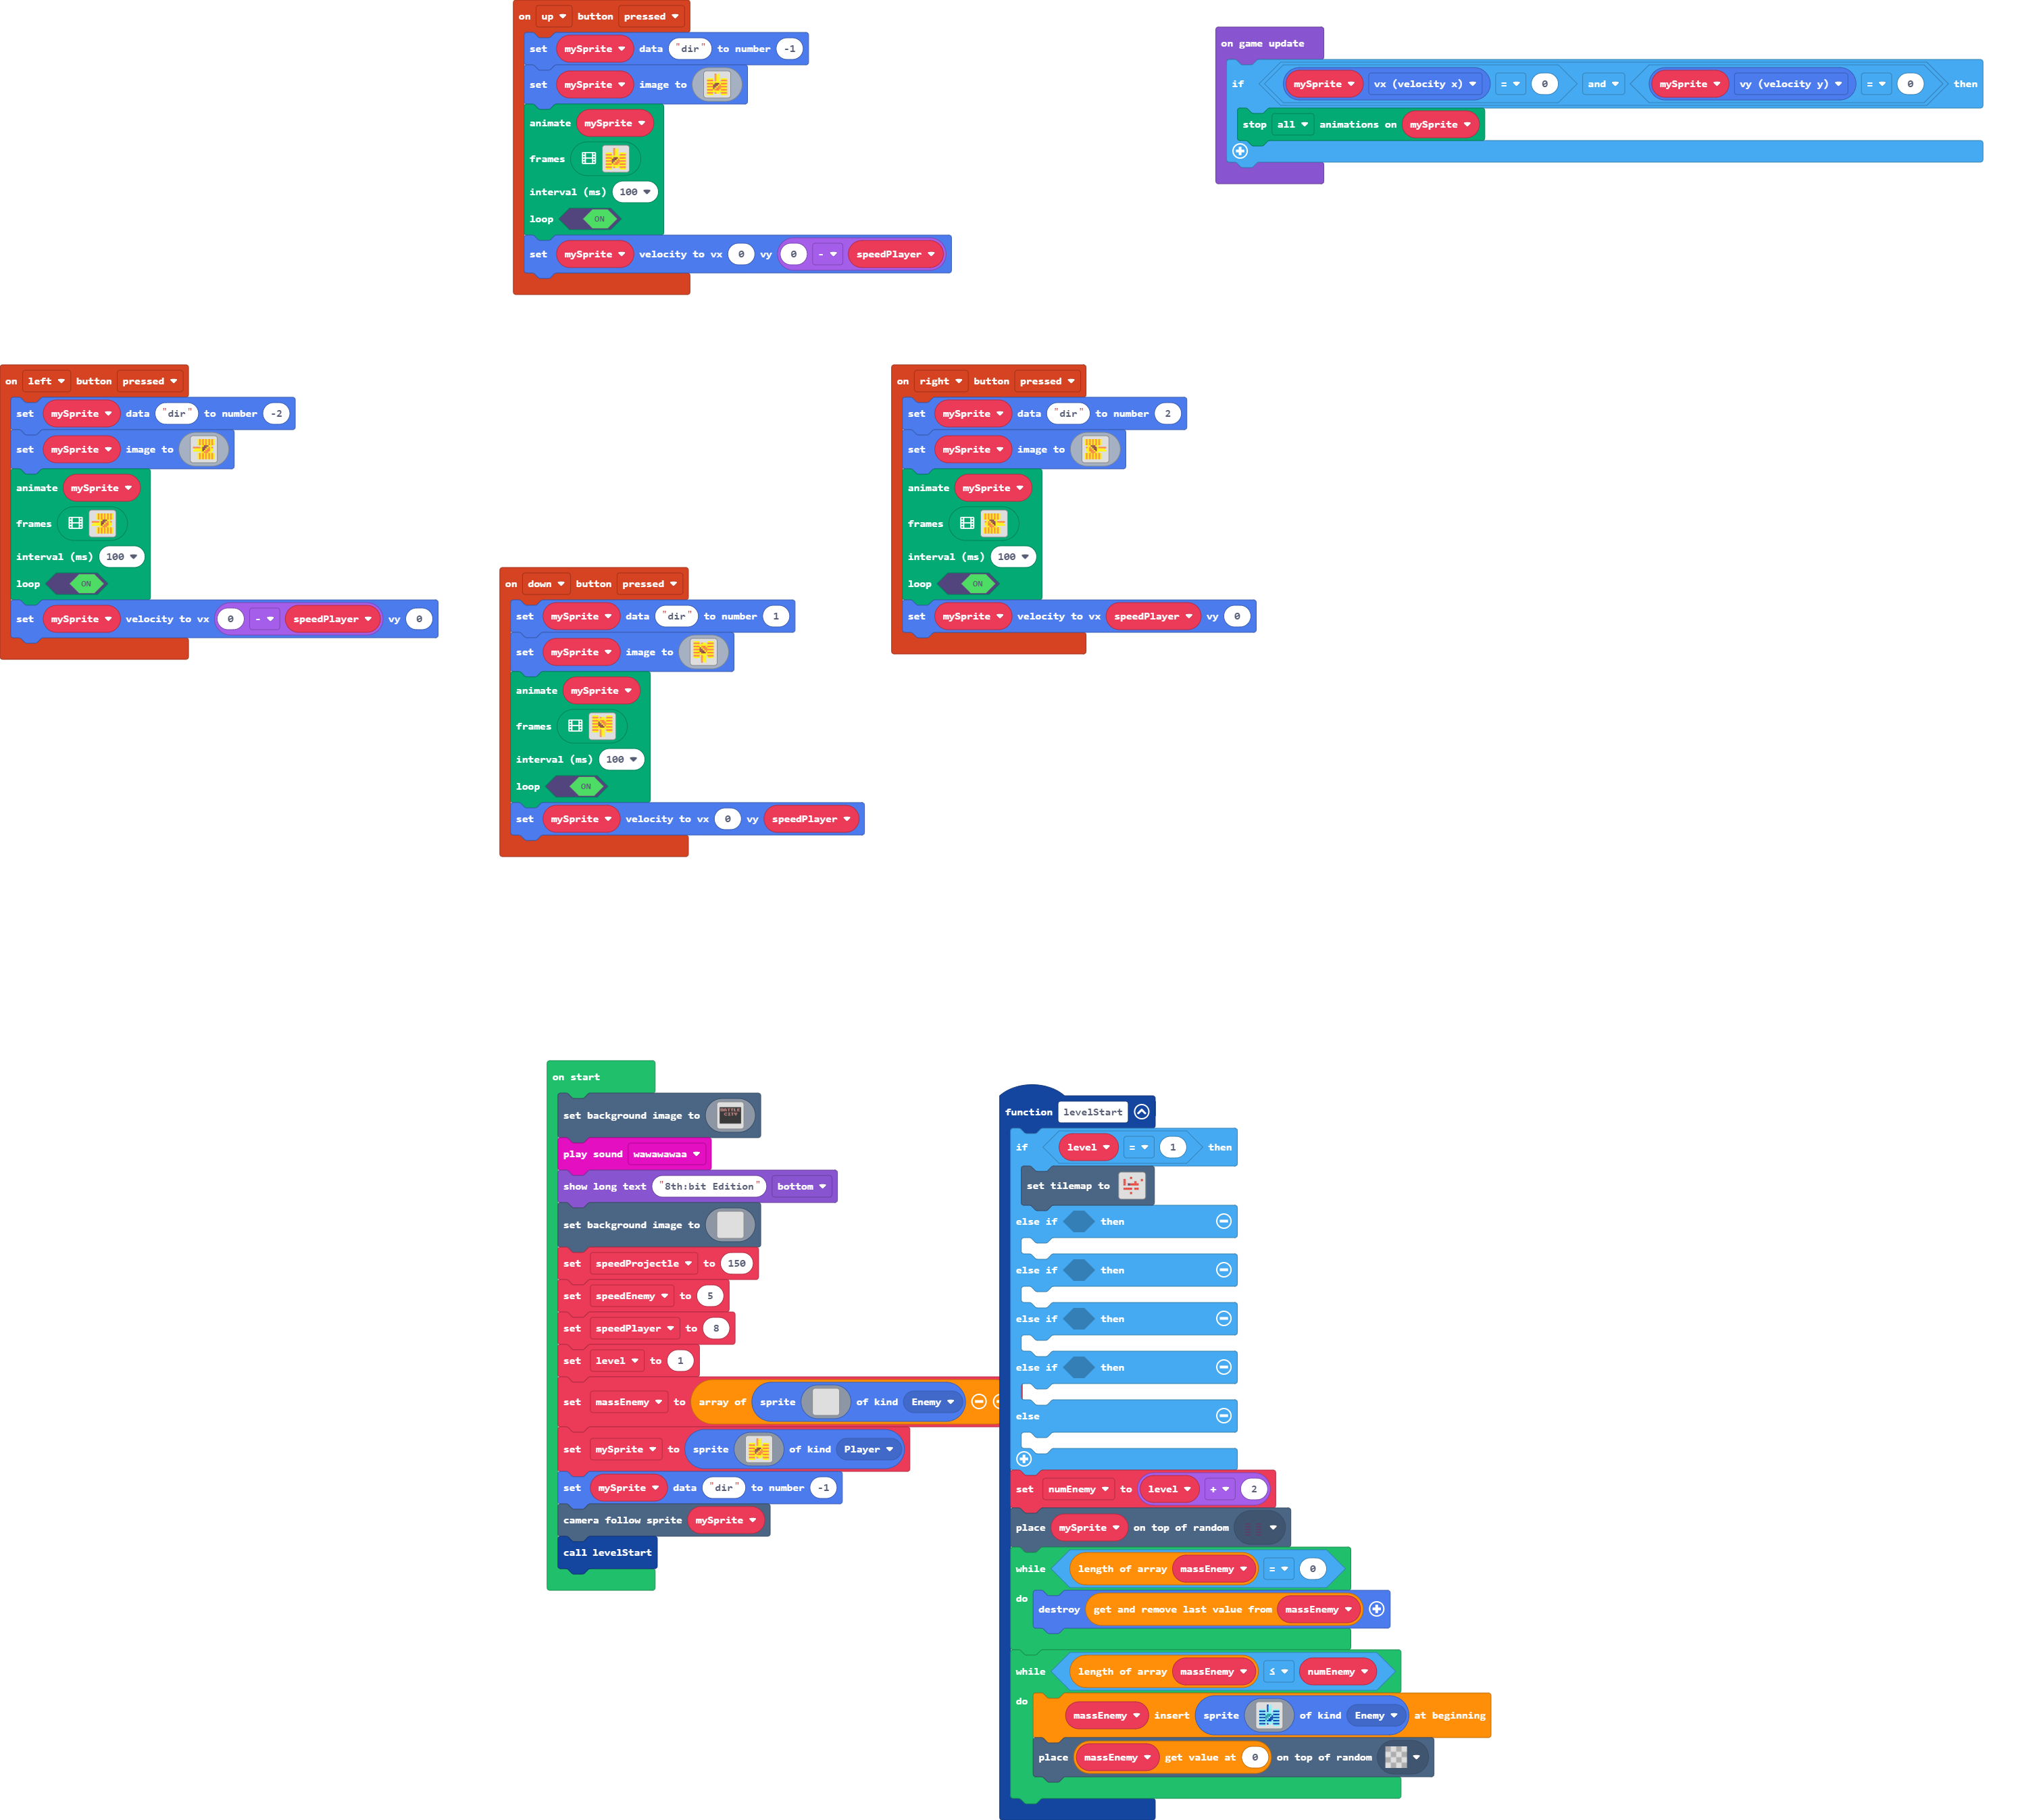 on up button pressed
set mySprite data "dir" to number -1
set mySprite image to
animate mySprite
frames
interval (ms) 100
loop ON
set mySprite velocity to vx 0 vy 0 - speedPlayer
on game update
if mySprite vx (velocity x) = 0 and mySprite vy (velocity y) = 0 then
stop all animations on mySprite
on left button pressed
set mySprite data "dir" to number -2
set mySprite image to
animate mySprite
frames
interval (ms) 100
loop ON
set mySprite velocity to vx 0 - speedPlayer vy 0
on right button pressed
set mySprite data "dir" to number 2
set mySprite image to
animate mySprite
frames
interval (ms) 100
loop ON
set mySprite velocity to vx speedPlayer vy 0
on down button pressed
set mySprite data "dir" to number 1
set mySprite image to
animate mySprite
frames
interval (ms) 100
loop ON
set mySprite velocity to vx 0 vy speedPlayer
on start
set background image to
play sound wawawawaa
show long text "8th:bit Edition" bottom
set background image to
set speedProjectle to 150
set speedEnemy to 5
set speedPlayer to 8
set level to 1
set massEnemy to array of sprite of kind Enemy
set mySprite to sprite of kind Player
set mySprite data "dir" to number -1
camera follow sprite mySprite
call levelStart
function levelStart
if level = 1 then
set tilemap to
else if then
else if then
else if then
else if then
else
set numEnemy to level + 2
place mySprite on top of random
while length of array massEnemy = 0
do
destroy get and remove last value from massEnemy
while length of array massEnemy ≤ numEnemy
do
massEnemy insert sprite of kind Enemy at beginning
place massEnemy get value at 0 on top of random